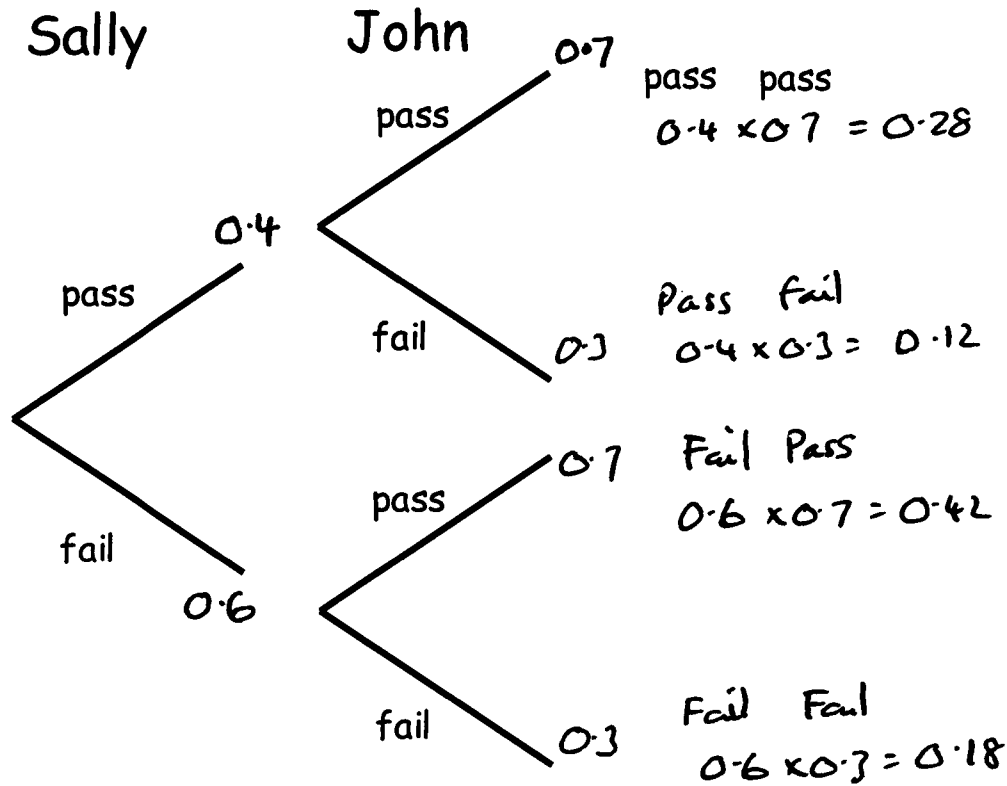 Sally John
0.7
pass pass
pass
0.4 x 0.7 = 0.28
0.4
pass
fail
Pass Fail
0.3
0.4 x 0.3 = 0.12
Fail Pass
0.7
pass
0.6 x 0.7 = 0.42
fail
0.6
Fail Fail
fail
0.3
0.6 x 0.3 = 0.18